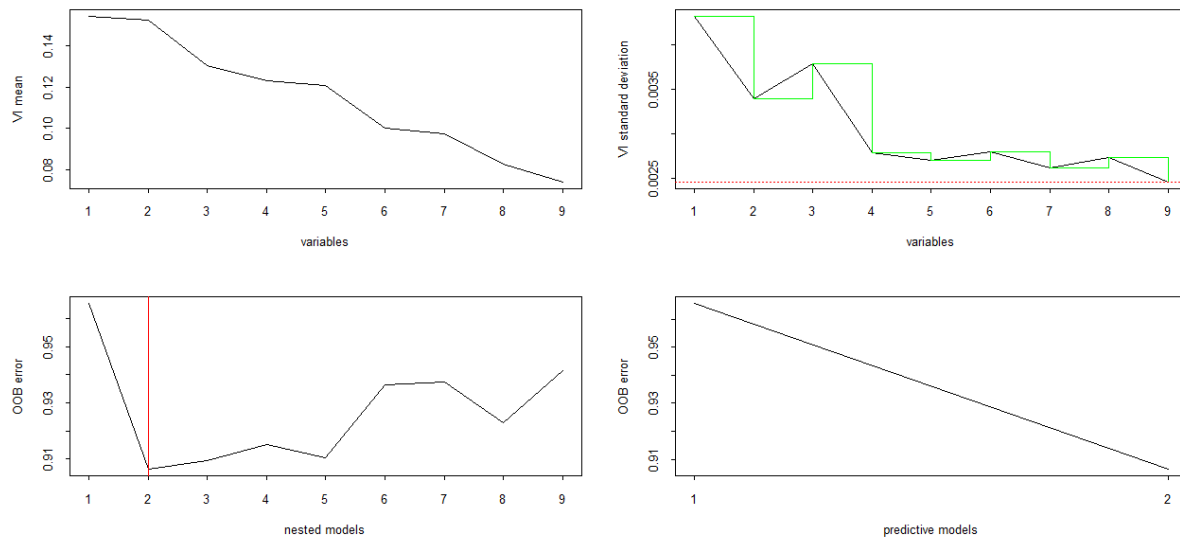 VI mean
0.14
0.12
0.10
0.08
1 2 3 4 5 6 7 8 9
variables
VI standard deviation
0.0035
0.0025
1 2 3 4 5 6 7 8 9
variables
OOB error
0.95
0.93
0.91
1 2 3 4 5 6 7 8 9
nested models
OOB error
0.95
0.93
0.91
1 2
predictive models